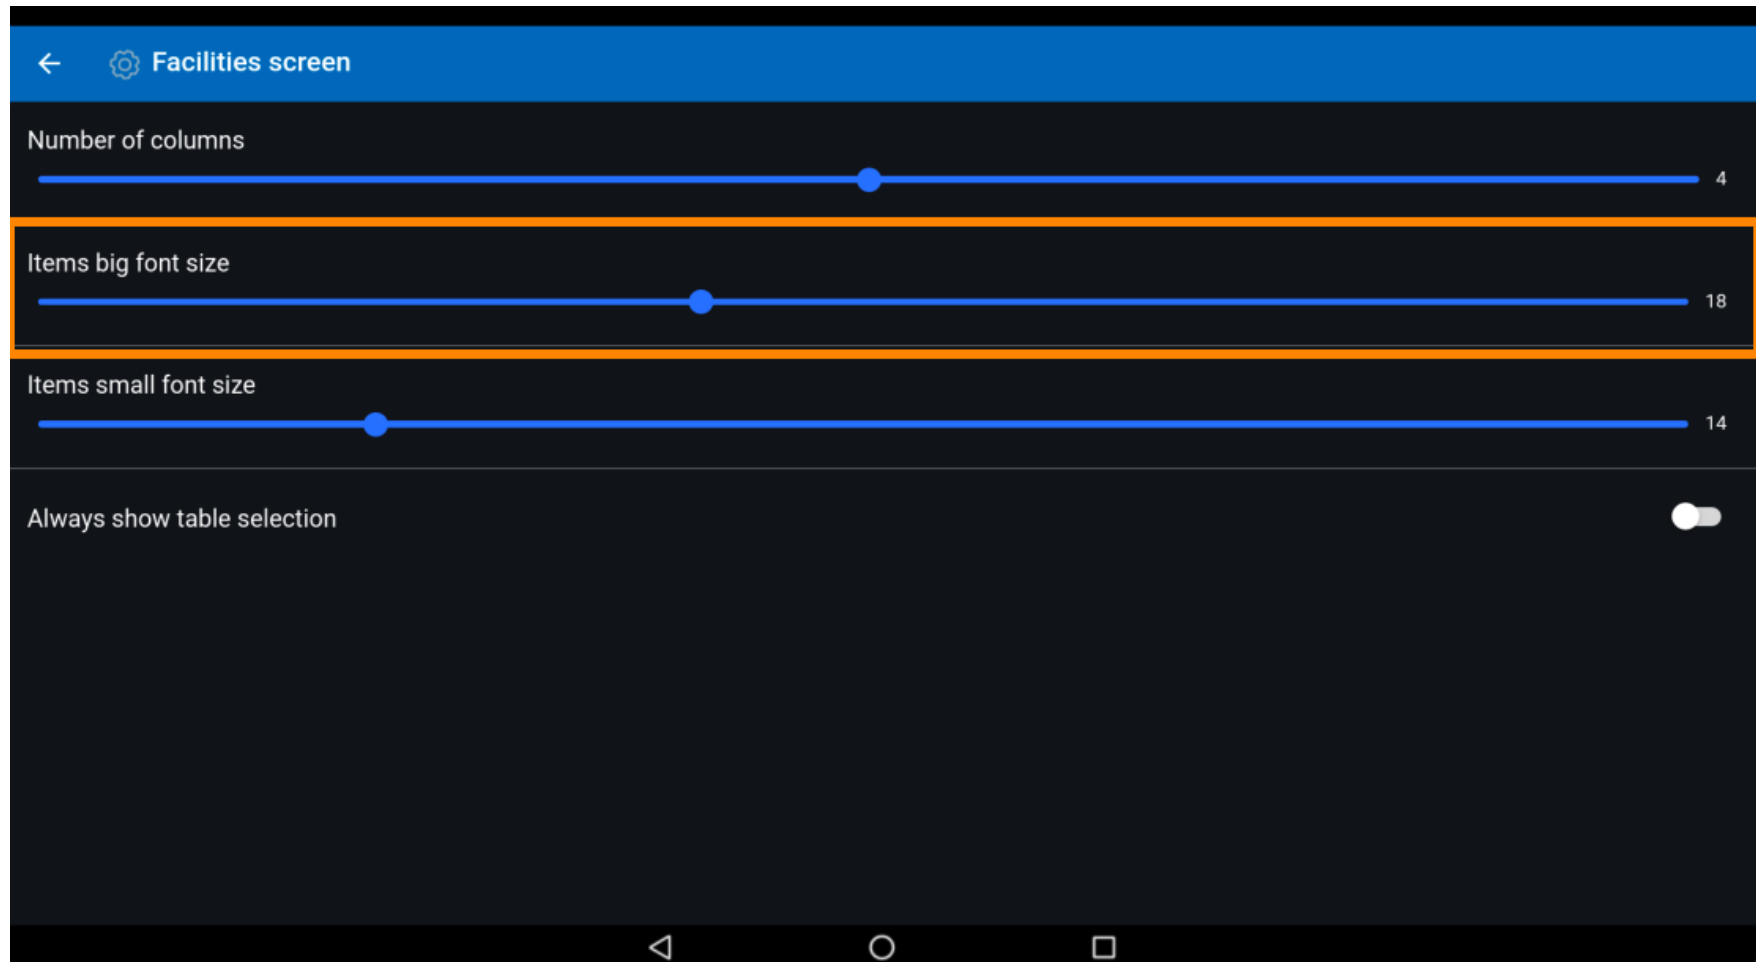 Facilities screen
Number of columns
4
Items big font size
18
Items small font size
14
Always show table selection